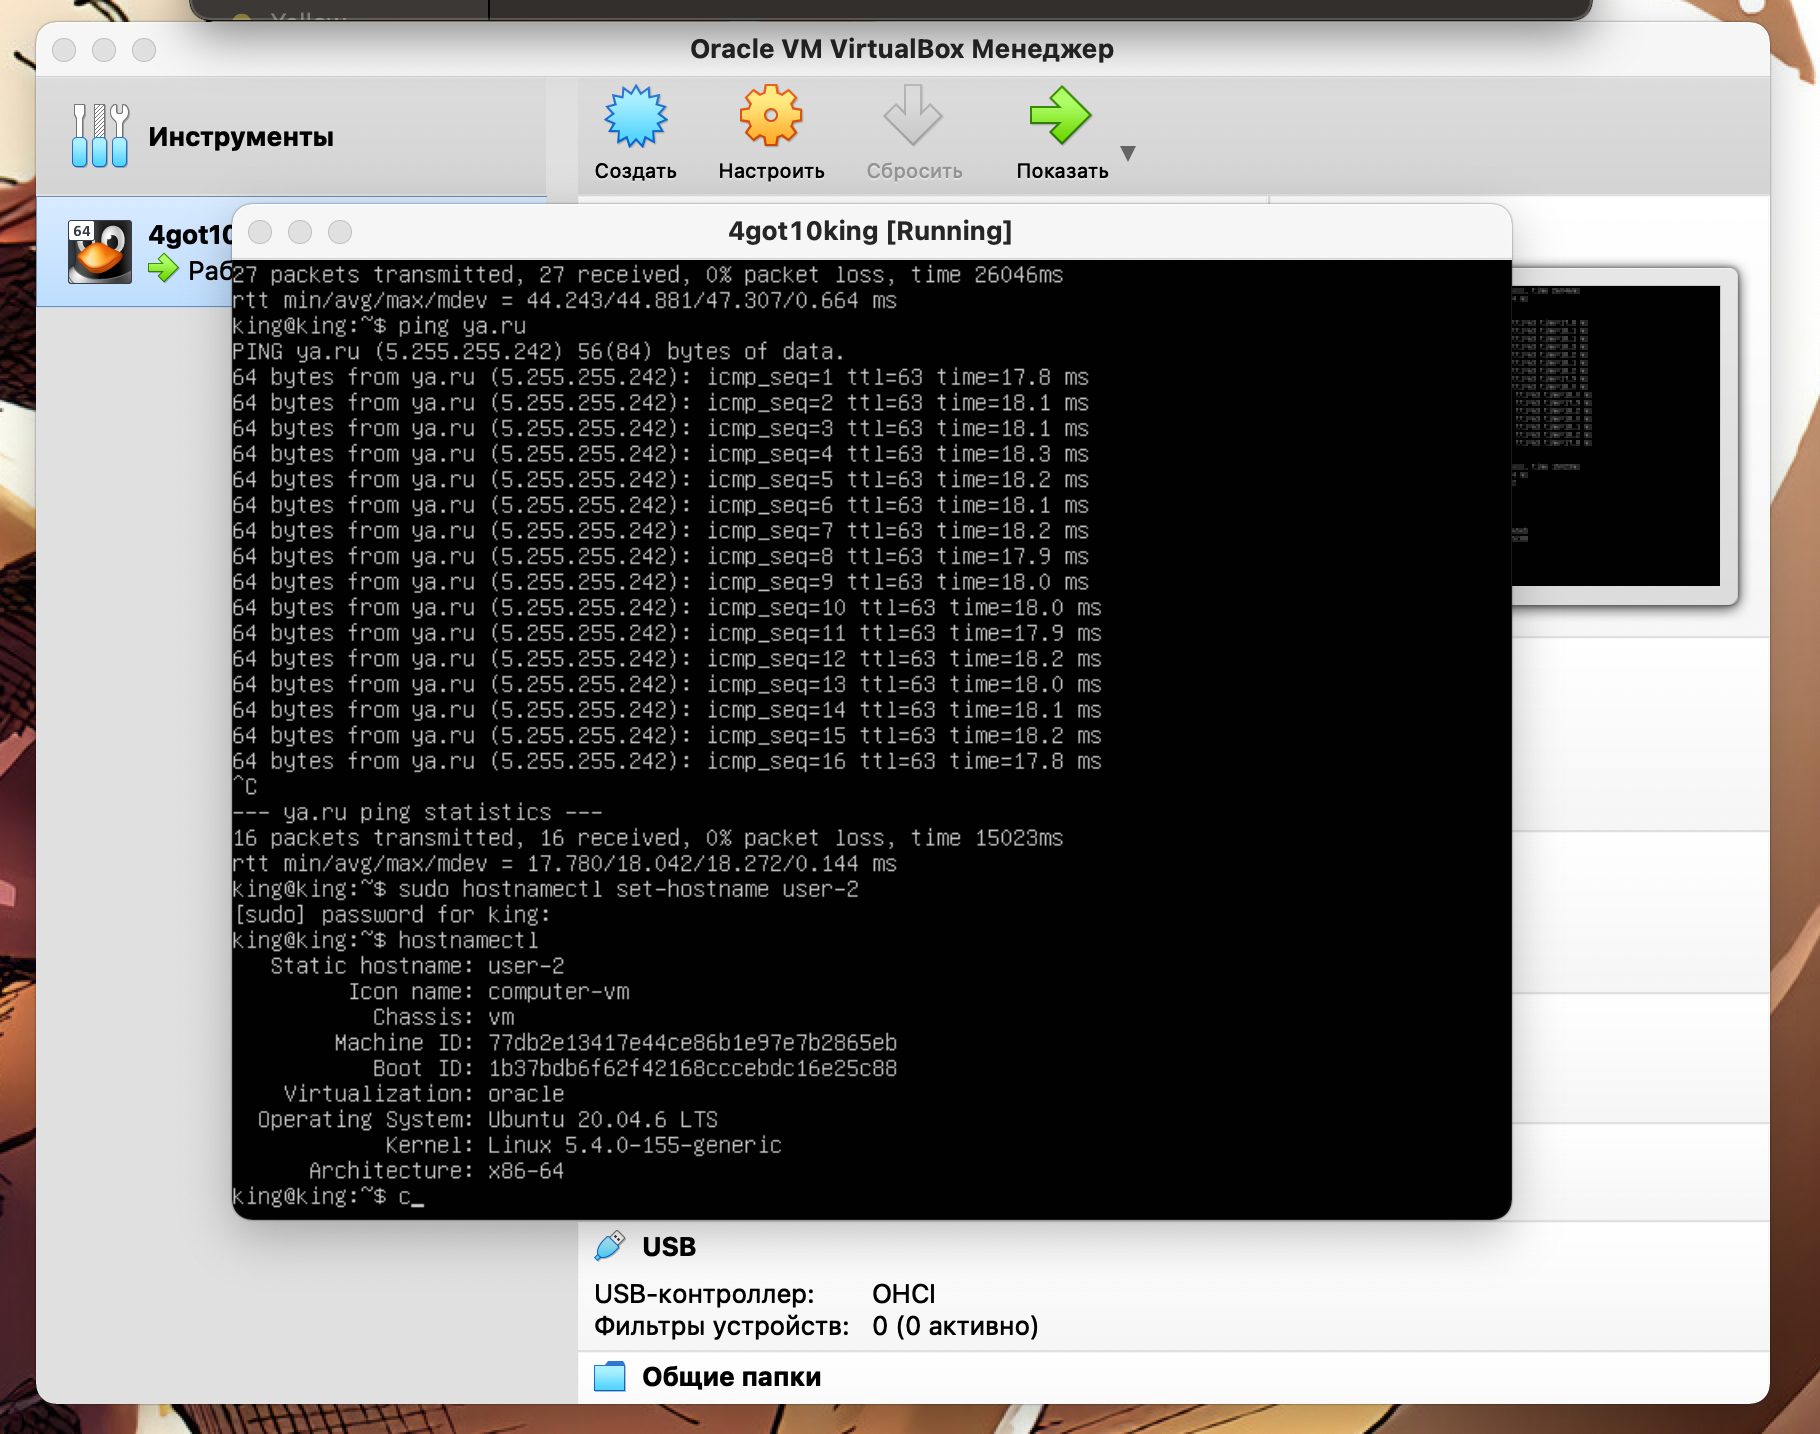 Yellow
Oracle VM VirtualBox Менеджер
Инструменты
Создать
Настроить
Сбросить
Показать
64
4got10
Раб
4got10king [Running]
27 packets transmitted, 27 received, 0% packet loss, time 26046ms
rtt min/avg/max/mdev = 44.243/44.881/47.307/0.664 ms
king@king:~$ ping ya.ru
PING ya.ru (5.255.255.242) 56(84) bytes of data.
64 bytes from ya.ru (5.255.255.242): icmp_seq=1 ttl=63 time=17.8 ms
64 bytes from ya.ru (5.255.255.242): icmp_seq=2 ttl=63 time=18.1 ms
64 bytes from ya.ru (5.255.255.242): icmp_seq=3 ttl=63 time=18.1 ms
64 bytes from ya.ru (5.255.255.242): icmp_seq=4 ttl=63 time=18.3 ms
64 bytes from ya.ru (5.255.255.242): icmp_seq=5 ttl=63 time=18.2 ms
64 bytes from ya.ru (5.255.255.242): icmp_seq=6 ttl=63 time=18.1 ms
64 bytes from ya.ru (5.255.255.242): icmp_seq=7 ttl=63 time=18.2 ms
64 bytes from ya.ru (5.255.255.242): icmp_seq=8 ttl=63 time=17.9 ms
64 bytes from ya.ru (5.255.255.242): icmp_seq=9 ttl=63 time=18.0 ms
64 bytes from ya.ru (5.255.255.242): icmp_seq=10 ttl=63 time=18.0 ms
64 bytes from ya.ru (5.255.255.242): icmp_seq=11 ttl=63 time=17.9 ms
64 bytes from ya.ru (5.255.255.242): icmp_seq=12 ttl=63 time=18.2 ms
64 bytes from ya.ru (5.255.255.242): icmp_seq=13 ttl=63 time=18.0 ms
64 bytes from ya.ru (5.255.255.242): icmp_seq=14 ttl=63 time=18.1 ms
64 bytes from ya.ru (5.255.255.242): icmp_seq=15 ttl=63 time=18.2 ms
64 bytes from ya.ru (5.255.255.242): icmp_seq=16 ttl=63 time=17.8 ms
^C
--- ya.ru ping statistics ---
16 packets transmitted, 16 received, 0% packet loss, time 15023ms
rtt min/avg/max/mdev = 17.780/18.042/18.272/0.144 ms
king@king:~$ sudo hostnamectl set-hostname user-2
[sudo] password for king:
king@king:~$ hostnamectl
Static hostname: user-2
Icon name: computer-vm
Chassis: vm
Machine ID: 77db2e13417e44ce86b1e97e7b2865eb
Boot ID: 1b37bdb6f62f42168cccebdc16e25c88
Virtualization: oracle
Operating System: Ubuntu 20.04.6 LTS
Kernel: Linux 5.4.0-155-generic
Architecture: x86-64
king@king:~$ c_
USB
USB-контроллер: OHCI
Фильтры устройств: 0 (0 активно)
Общие папки